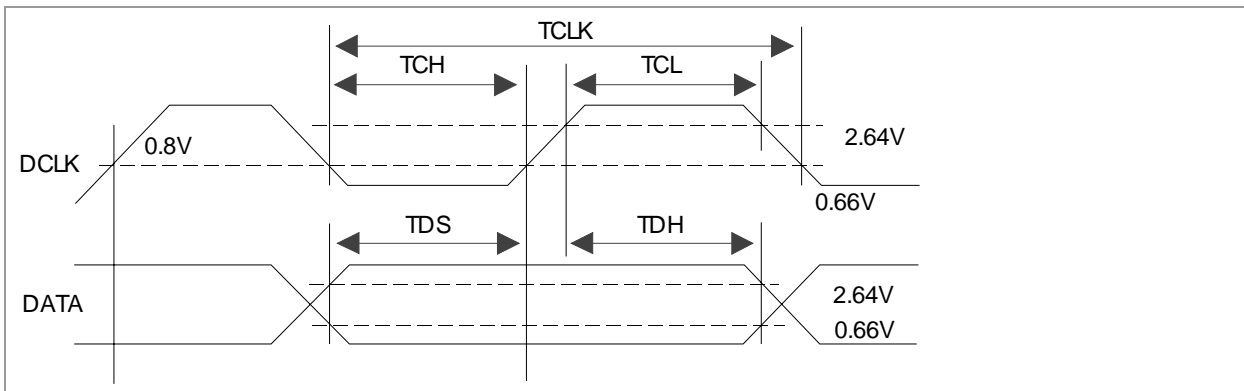 TCLK
TCH
TCL
0.8V
2.64V
DCLK
0.66V
TDS
TDH
DATA
2.64V
0.66V